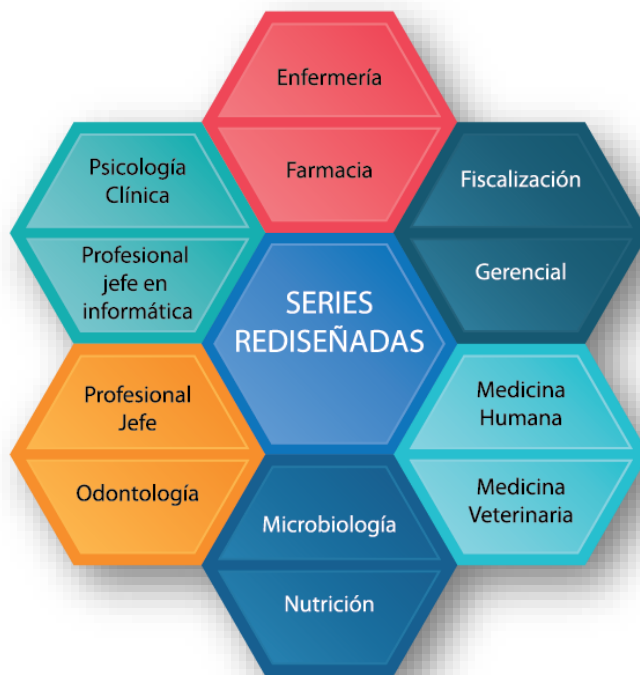 Enfermería
Farmacia
Psicología
Clínica
Profesional
jefe en
informática
Fiscalización
Gerencial
SERIES
REDISEÑADAS
Profesional
Jefe
Odontología
Medicina
Humana
Medicina
Veterinaria
Microbiología
Nutrición